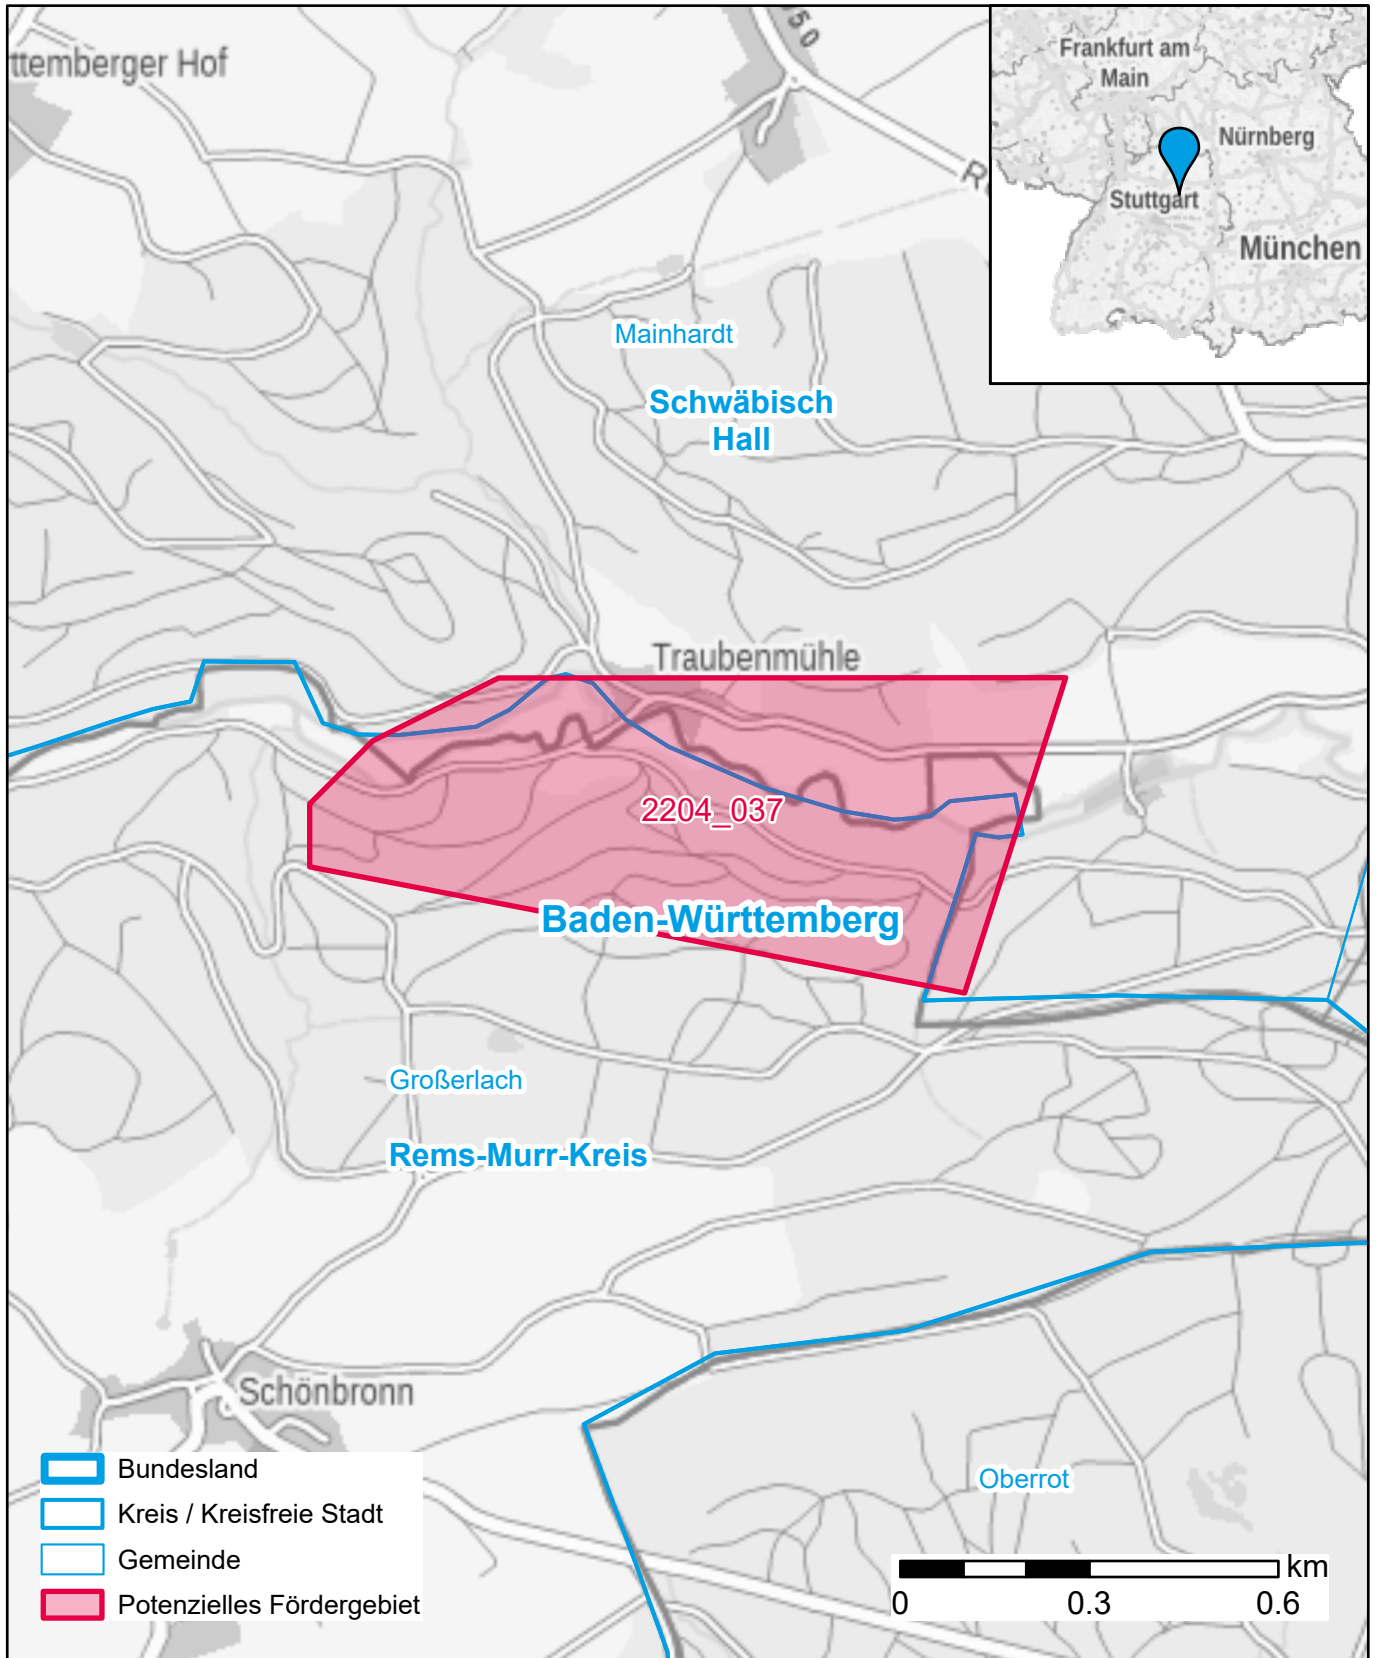 ttemberger Hof
50
Frankfurt am
Main
Nürnberg
Stuttgart
München
Mainhardt
Schwäbisch
Hall
Traubenmühle
2204_037
Baden-Württemberg
Großerlach
Rems-Murr-Kreis
Schönbronn
Oberrot
Bundesland
Kreis / Kreisfreie Stadt
Gemeinde
Potenzielles Fördergebiet
km
0 0.3 0.6